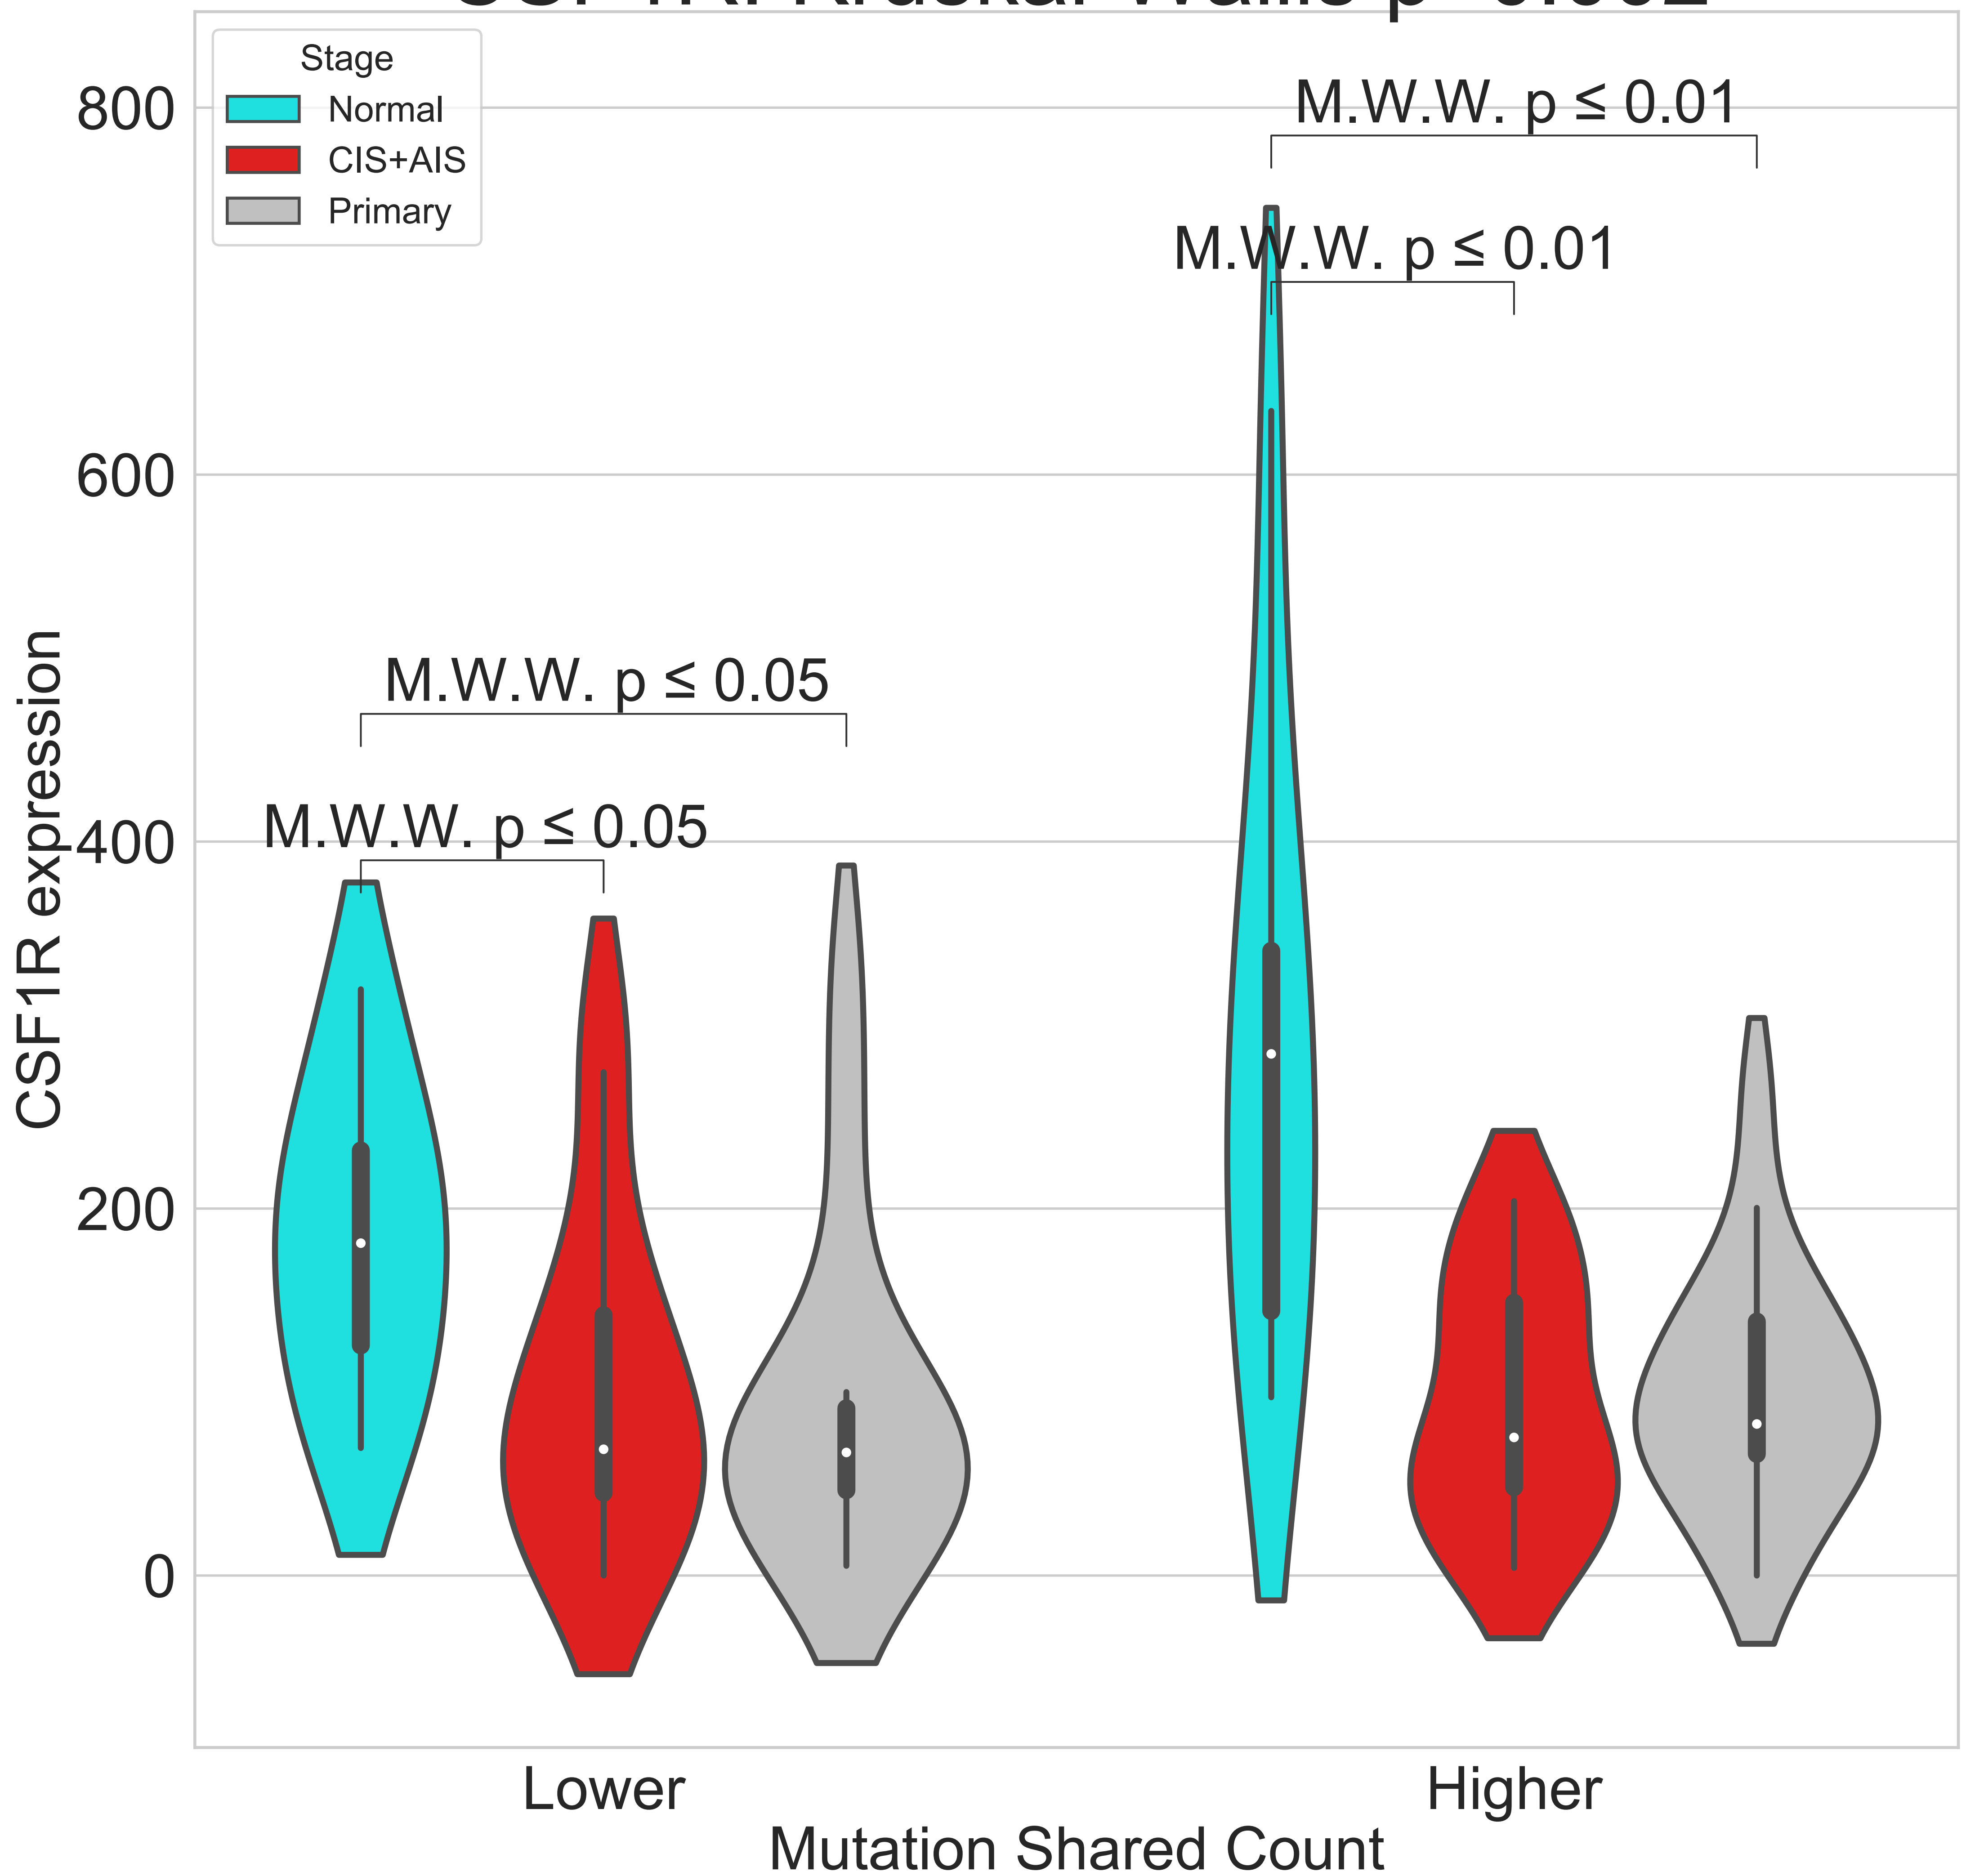 Stage
Normal
CIS+AIS
Primary
M.W.W. p ≤ 0.01
M.W.W. p ≤ 0.01
M.W.W. p ≤ 0.05
M.W.W. p ≤ 0.05
800
600
400
200
0
CSF1R expression
Lower
Higher
Mutation Shared Count